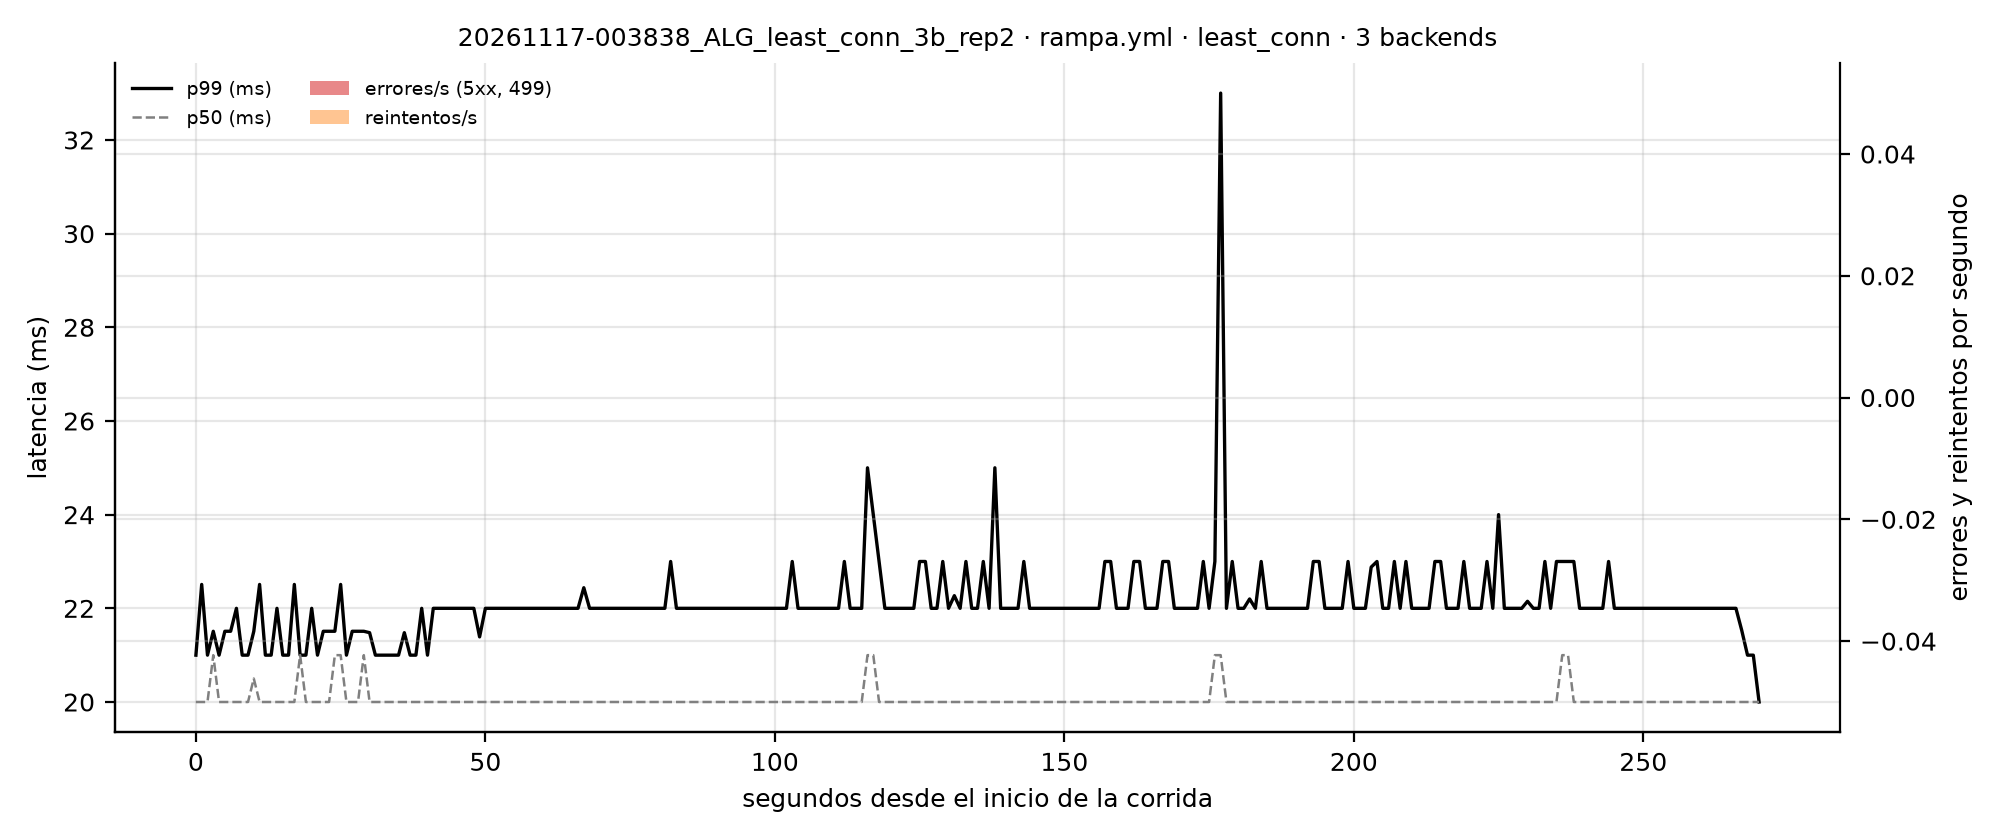 20261117-003838_ALG_least_conn_3b_rep2 · rampa.yml · least_conn · 3 backends
p99 (ms)
p50 (ms)
errores/s (5xx, 499)
reintentos/s
latencia (ms)
32
30
28
26
24
22
20
0.04
0.02
0.00
−0.02
−0.04
errores y reintentos por segundo
0
50
100
150
200
250
segundos desde el inicio de la corrida